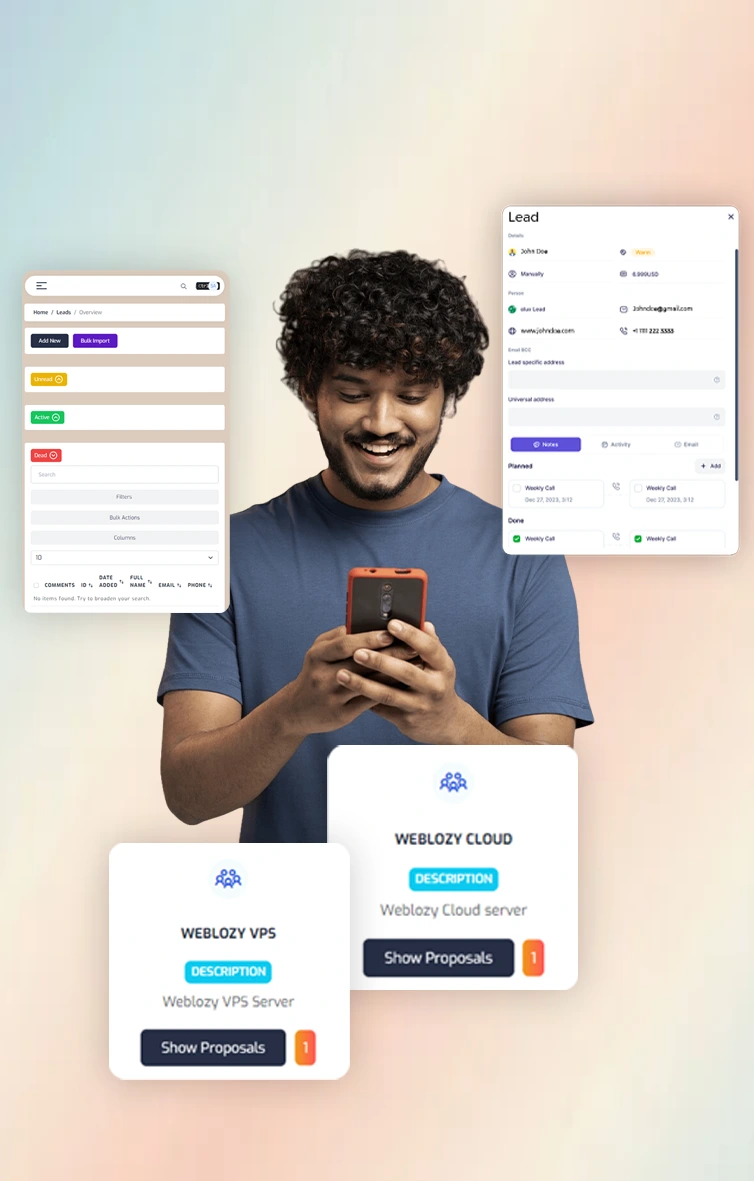 Home / Leads / Overview
Add New
Bulk Import
Unread
Active
Dead
Search
Filters
Bulk Actions
Columns
10
COMMENTS ID DATE ADDED FULL NAME EMAIL PHONE
No items found. Try to broaden your search.
Lead
Details
John Doe
Warm
Manually
6.999USD
Person
stux Lead
Johndoe@gmail.com
www.johndoe.com
+1 1111 222 3333
Email BCC
Lead specific address
Universal address
Notes
Activity
Email
+ Add
Planned
Weekly Call
Dec 27, 2023, 3:12
Weekly Call
Dec 27, 2023, 3:12
Done
Weekly Call
Weekly Call
WEBLOZY CLOUD
DESCRIPTION
Weblozy Cloud server
Show Proposals
1
WEBLOZY VPS
DESCRIPTION
Weblozy VPS Server
Show Proposals
1